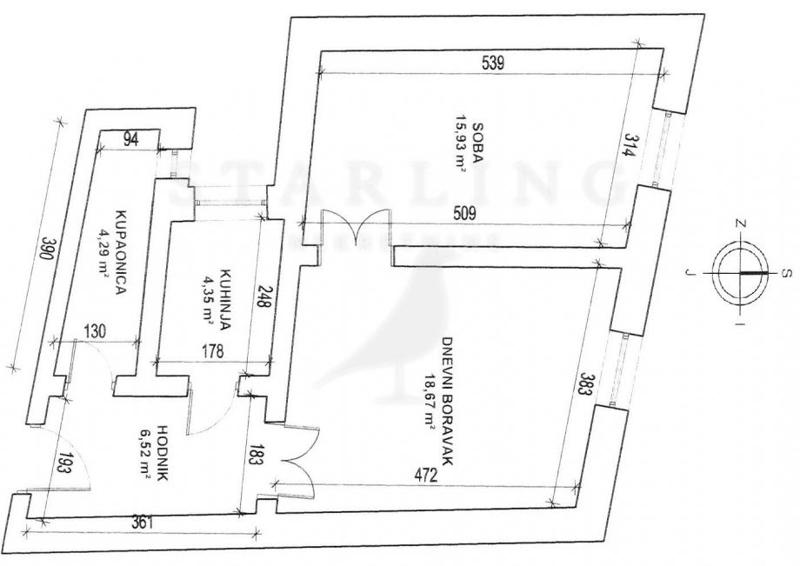 539
SOBA
15,93 m²
314
509
94
STARLING
NEKRETNINE
390
KUPAONICA
4,29 m²
KUHINJA
4,35 m²
248
130
178
DNEVNI BORAVAK
18,67 m²
383
HODNIK
6,52 m²
193
183
472
361
Z
S
J
I